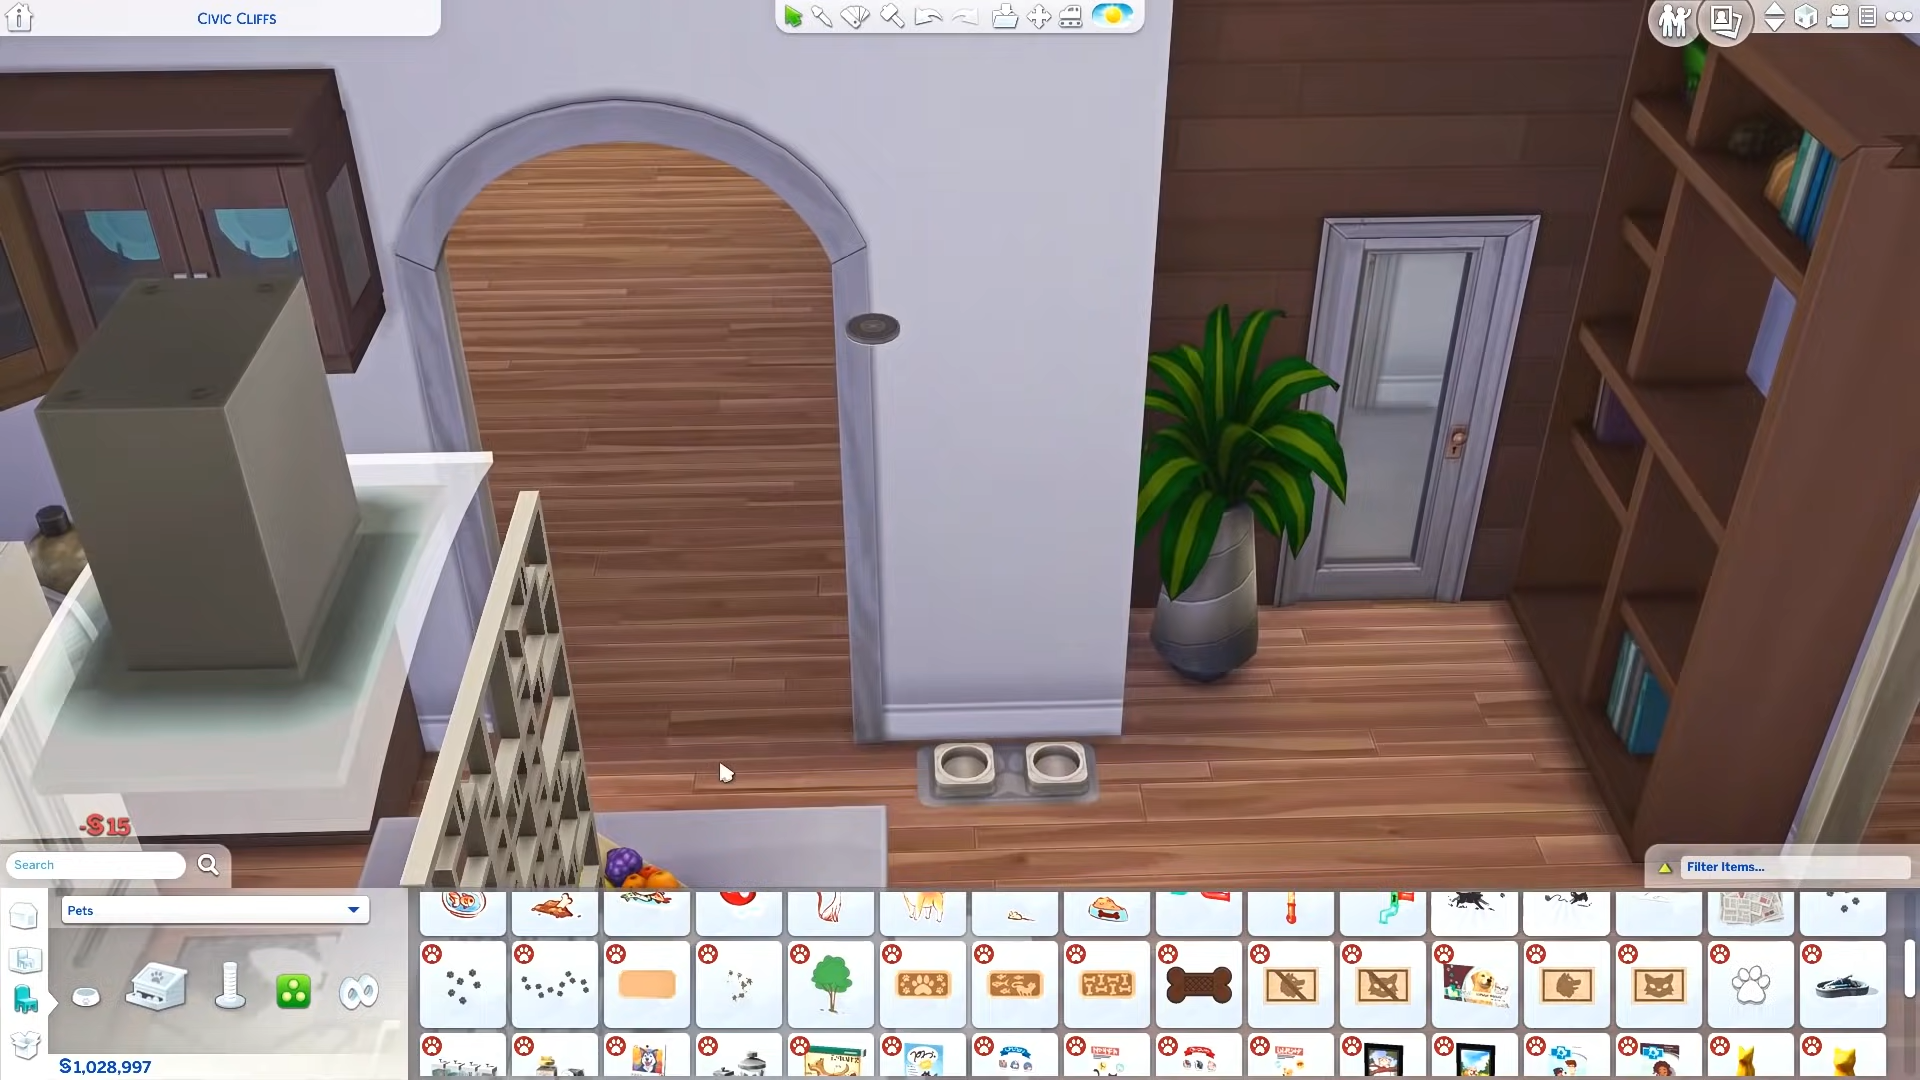 Civic Cliffs
-§15
Search
Filter Items...
Pets
§1,028,997